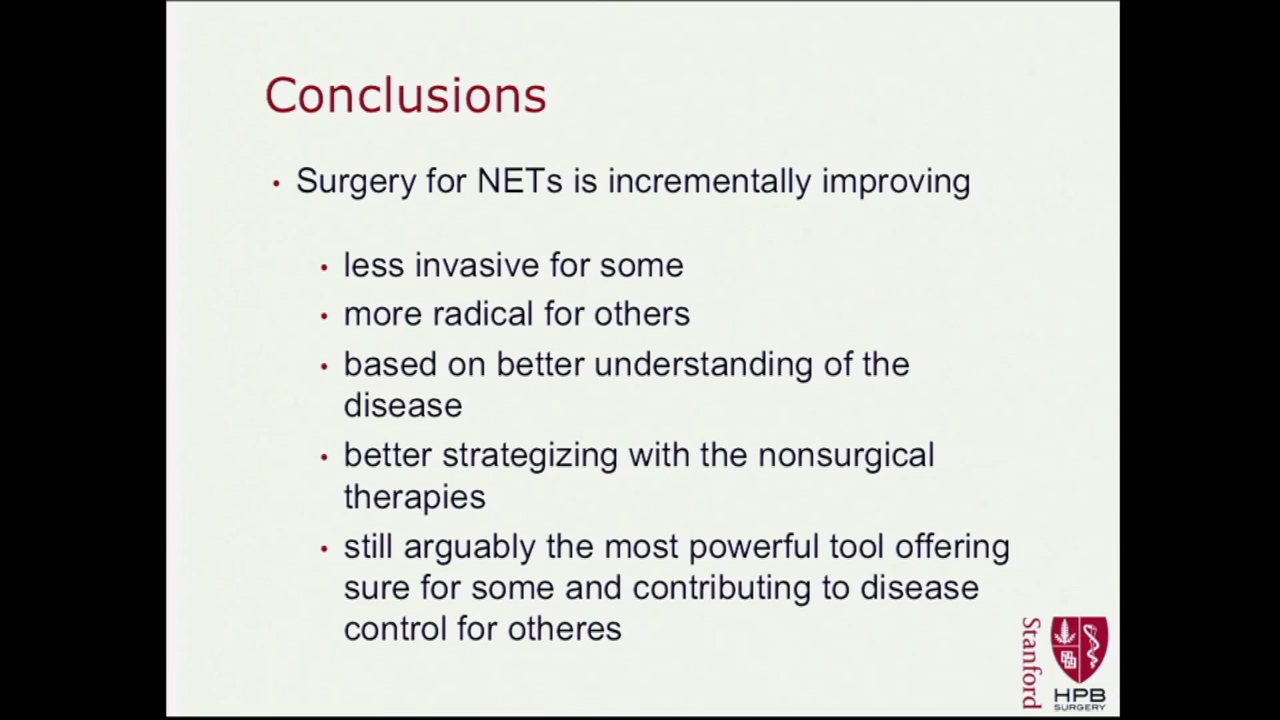 Conclusions
• Surgery for NETs is incrementally improving
• less invasive for some
• more radical for others
• based on better understanding of the
disease
• better strategizing with the nonsurgical
therapies
• still arguably the most powerful tool offering
sure for some and contributing to disease
control for otheres
Stanford
HPB
SURGERY